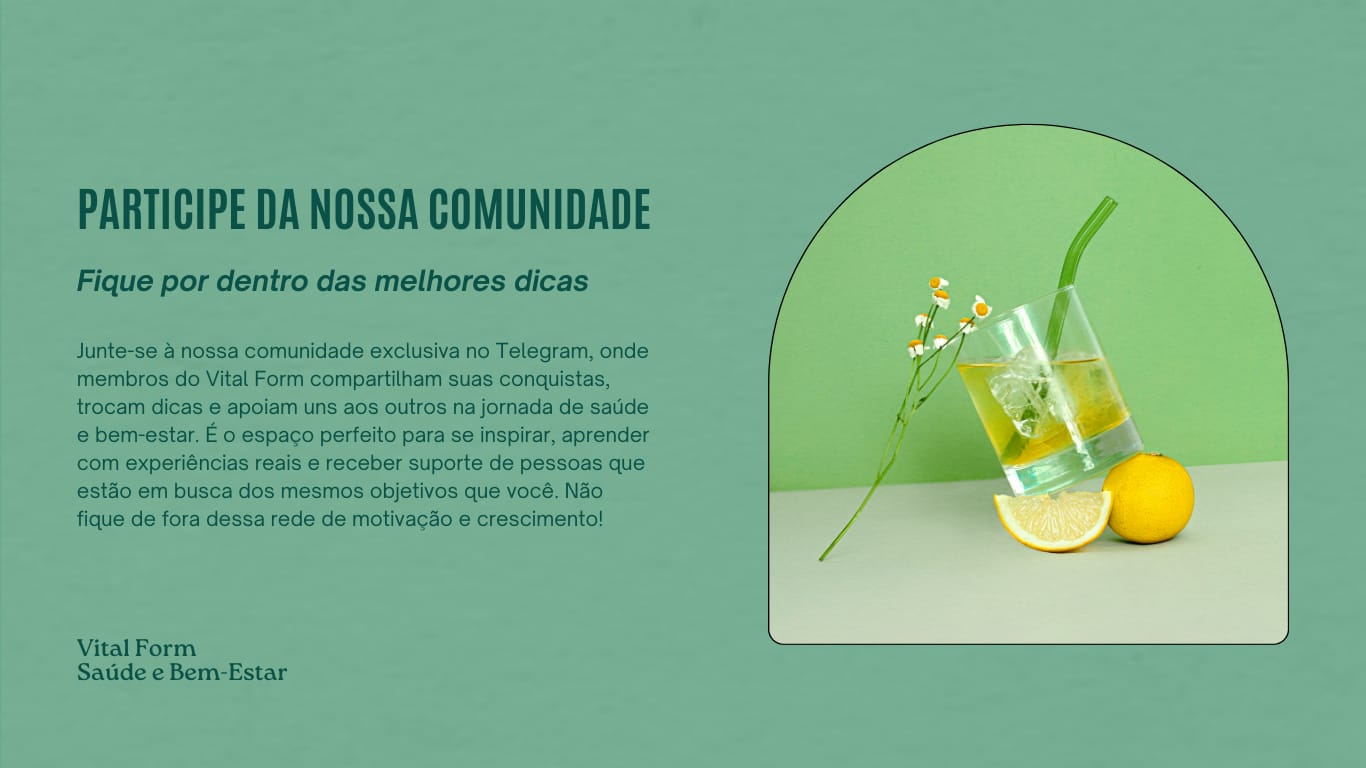 PARTICIPE DA NOSSA COMUNIDADE
Fique por dentro das melhores dicas
Junte-se à nossa comunidade exclusiva no Telegram, onde
membros do Vital Form compartilham suas conquistas,
trocam dicas e apoiam uns aos outros na jornada de saúde
e bem-estar. É o espaço perfeito para se inspirar, aprender
com experiências reais e receber suporte de pessoas que
estão em busca dos mesmos objetivos que você. Não
fique de fora dessa rede de motivação e crescimento!
Vital Form
Saúde e Bem-Estar